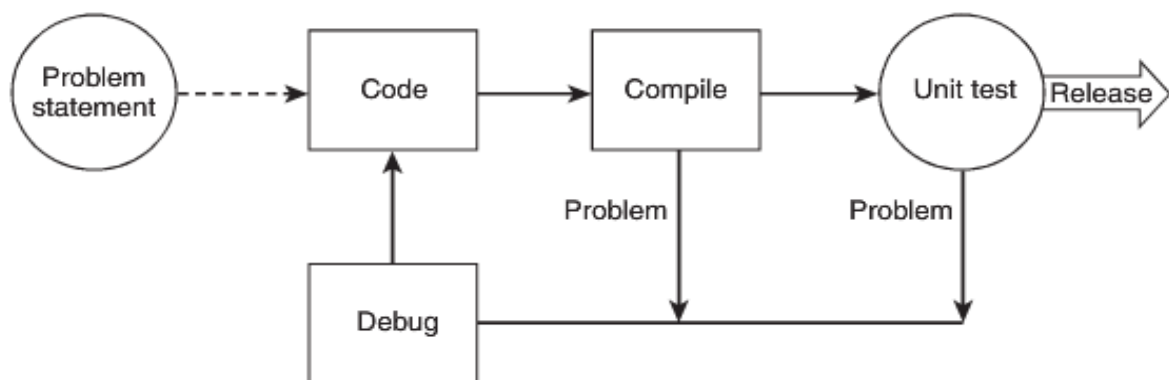 Problem
statement
Code
Compile
Unit test
Release
Problem
Problem
Debug